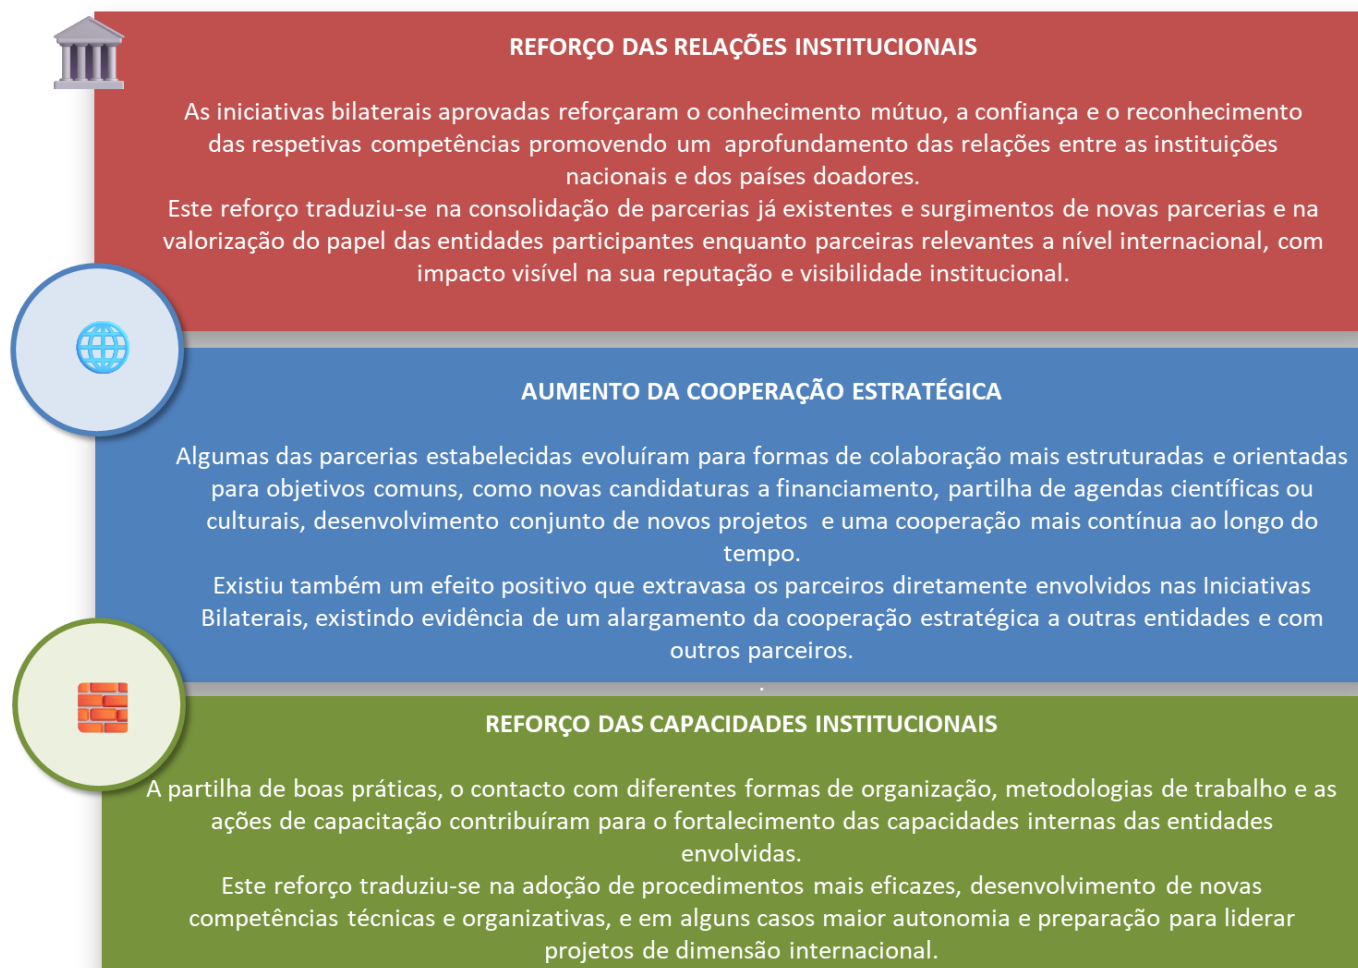 REFORÇO DAS RELAÇÕES INSTITUCIONAIS
As iniciativas bilaterais aprovadas reforçaram o conhecimento mútuo, a confiança e o reconhecimento
das respetivas competências promovendo um aprofundamento das relações entre as instituições
nacionais e dos países doadores.
Este reforço traduziu-se na consolidação de parcerias já existentes e surgimentos de novas parcerias e na
valorização do papel das entidades participantes enquanto parceiras relevantes a nível internacional, com
impacto visível na sua reputação e visibilidade institucional.
AUMENTO DA COOPERAÇÃO ESTRATÉGICA
Algumas das parcerias estabelecidas evoluíram para formas de colaboração mais estruturadas e orientadas
para objetivos comuns, como novas candidaturas a financiamento, partilha de agendas científicas ou
culturais, desenvolvimento conjunto de novos projetos e uma cooperação mais contínua ao longo do
tempo.
Existiu também um efeito positivo que extravasa os parceiros diretamente envolvidos nas Iniciativas
Bilaterais, existindo evidência de um alargamento da cooperação estratégica a outras entidades e com
outros parceiros.
.
REFORÇO DAS CAPACIDADES INSTITUCIONAIS
A partilha de boas práticas, o contacto com diferentes formas de organização, metodologias de trabalho e as
ações de capacitação contribuíram para o fortalecimento das capacidades internas das entidades
envolvidas.
Este reforço traduziu-se na adoção de procedimentos mais eficazes, desenvolvimento de novas
competências técnicas e organizativas, e em alguns casos maior autonomia e preparação para liderar
projetos de dimensão internacional.